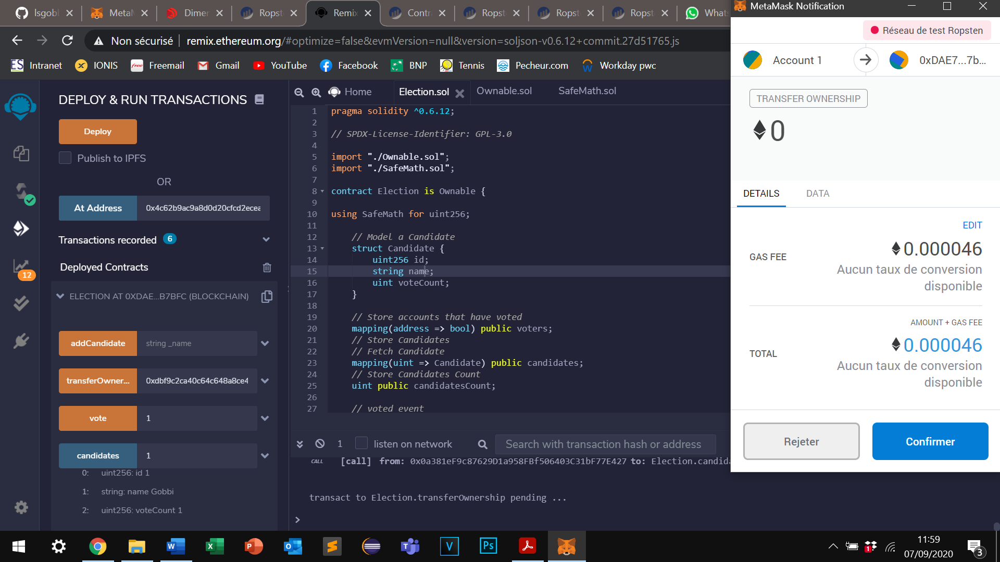 lsgobb
MetaM
Dimen
Ropst
Remix
Contr
Ropst
Ropst
Ropst
Whats
MetaMask Notification
Non sécurisé
remix.ethereum.org/#optimize=false&evmVersion=null&version=soljson-v0.6.12+commit.27d51765.js
Intranet
IONIS
Freemail
Gmail
YouTube
Facebook
BNP
Tennis
Pecheur.com
Workday pwc
DEPLOY & RUN TRANSACTIONS
Deploy
Publish to IPFS
OR
At Address
0x4c62b9ac9a8d0d20cfcd2ecea
Transactions recorded 6
Deployed Contracts
12
ELECTION AT 0XDAE...B7BFC (BLOCKCHAIN)
addCandidate
string _name
transferOwner...
0xdbf9c2ca40c64c648a8ce4
vote
1
candidates
1
0: uint256: id 1
1: string: name Gobbi
2: uint256: voteCount 1
Home
Election.sol
Ownable.sol
SafeMath.sol
1 pragma solidity ^0.6.12;
2
3 // SPDX-License-Identifier: GPL-3.0
4
5 import "./Ownable.sol";
6 import "./SafeMath.sol";
7
8 contract Election is Ownable {
9
10 using SafeMath for uint256;
11
12 // Model a Candidate
13 struct Candidate {
14 uint256 id;
15 string name;
16 uint voteCount;
17 }
18
19 // Store accounts that have voted
20 mapping(address => bool) public voters;
21 // Store Candidates
22 // Fetch Candidate
23 mapping(uint => Candidate) public candidates;
24 // Store Candidates Count
25 uint public candidatesCount;
26
27 // voted event
1
listen on network
Search with transaction hash or address
CALL [call] from: 0x0a381eF9c87629D1a958FBf506403C31bF77E427 to: Election.candida
transact to Election.transferOwnership pending ...
>
Réseau de test Ropsten
Account 1
0xDAE7...7b...
TRANSFER OWNERSHIP
0
DETAILS
DATA
EDIT
GAS FEE
0.000046
Aucun taux de conversion
disponible
AMOUNT + GAS FEE
TOTAL
0.000046
Aucun taux de conversion
disponible
Rejeter
Confirmer
11:59
07/09/2020
3